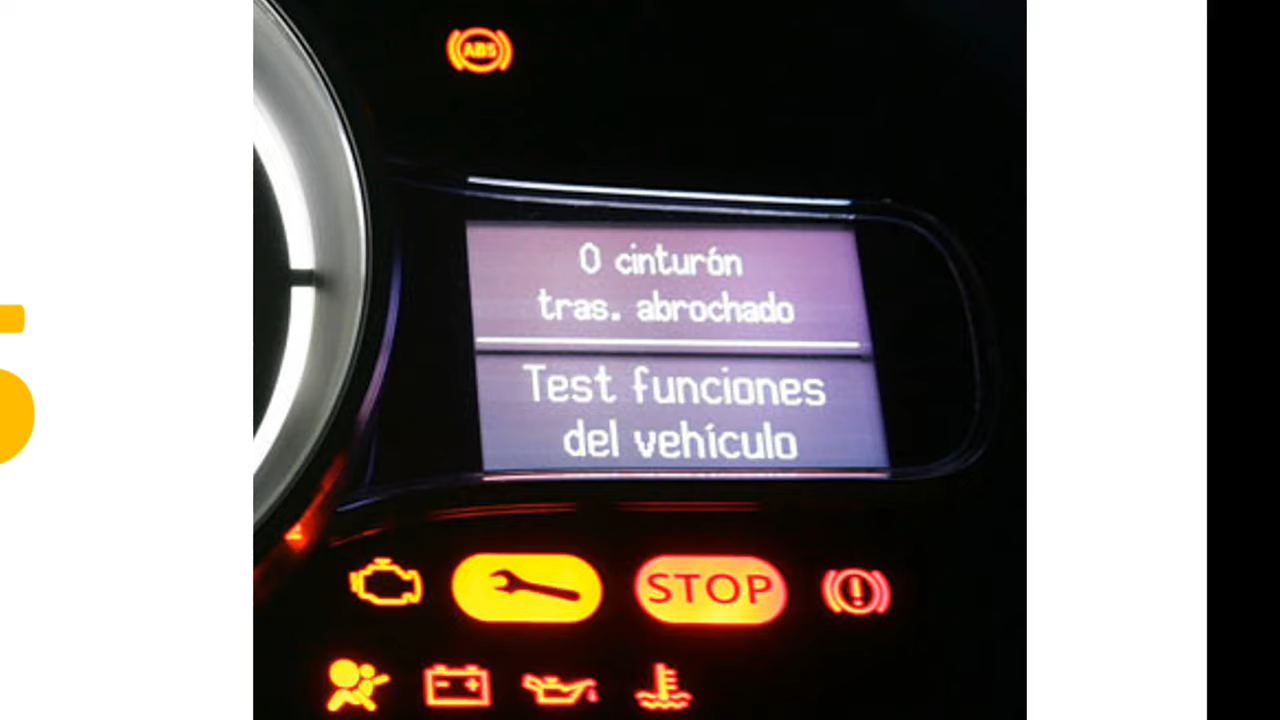 ABS
0 cinturón
tras. abrochado
Test funciones
del vehículo
STOP